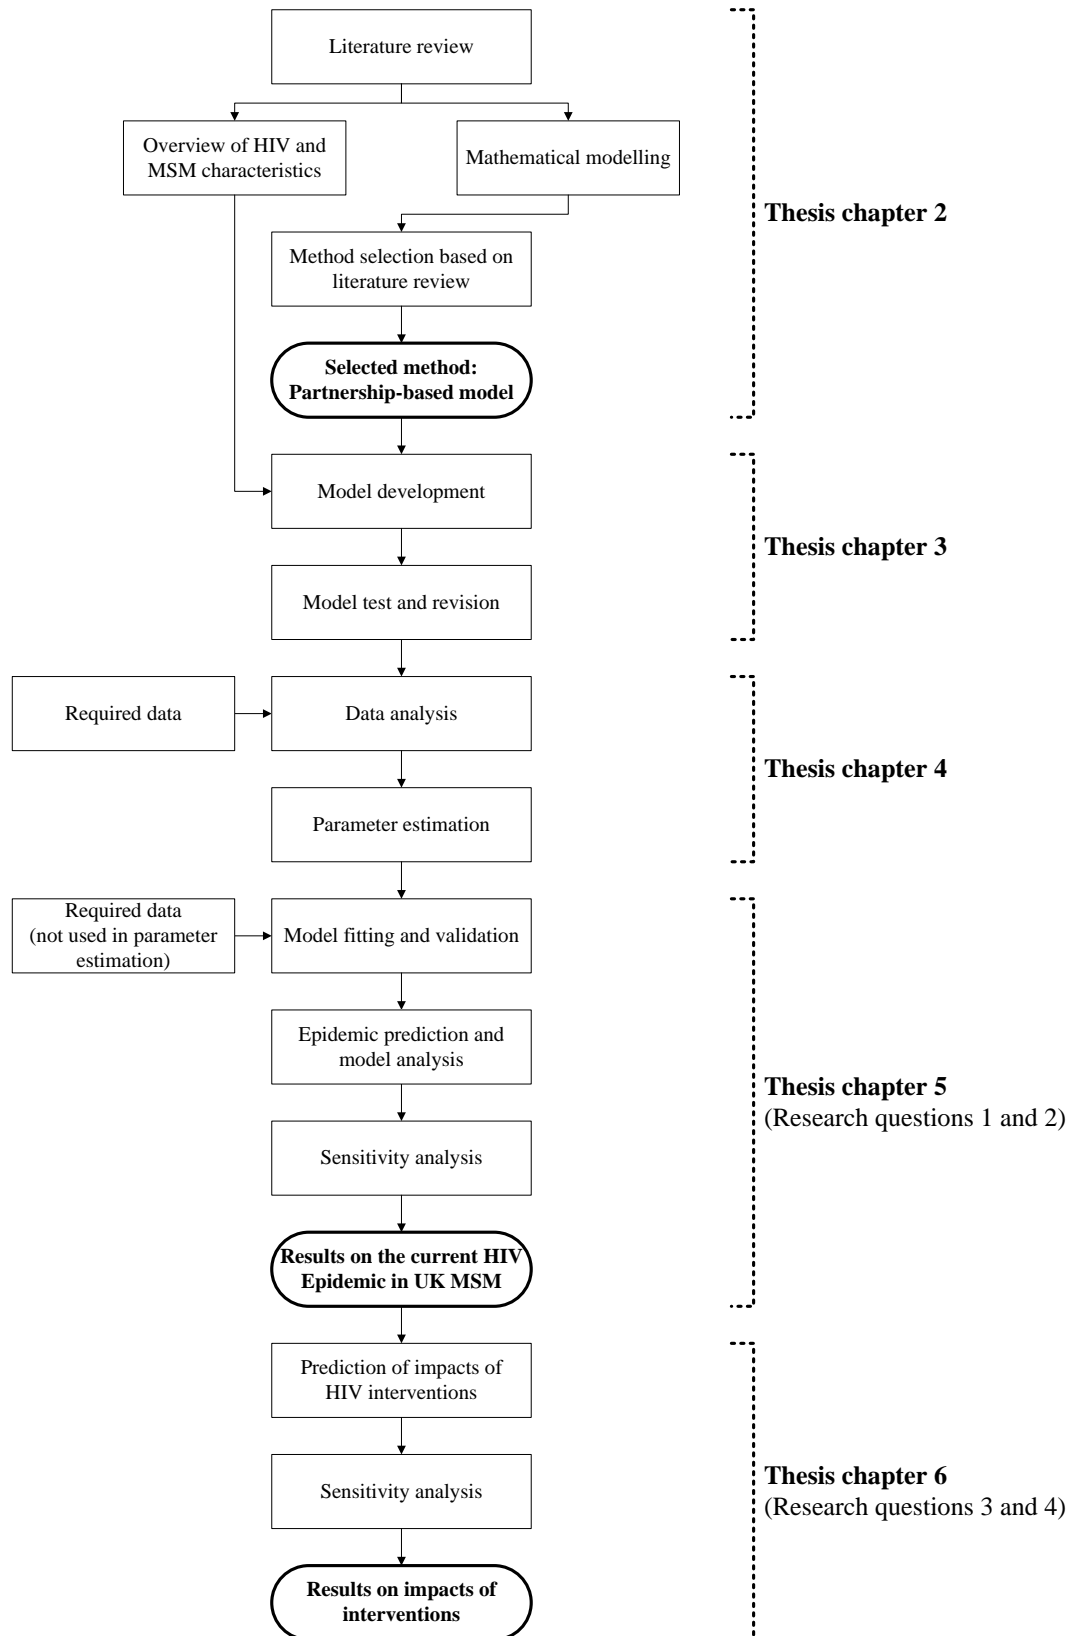 Literature review
Overview of HIV and
MSM characteristics
Mathematical modelling
Thesis chapter 2
Method selection based on
literature review
Selected method:
Partnership-based model
Model development
Thesis chapter 3
Model test and revision
Required data
Data analysis
Thesis chapter 4
Parameter estimation
Required data
(not used in parameter
estimation)
Model fitting and validation
Epidemic prediction and
model analysis
Thesis chapter 5
(Research questions 1 and 2)
Sensitivity analysis
Results on the current HIV
Epidemic in UK MSM
Prediction of impacts of
HIV interventions
Sensitivity analysis
Thesis chapter 6
(Research questions 3 and 4)
Results on impacts of
interventions